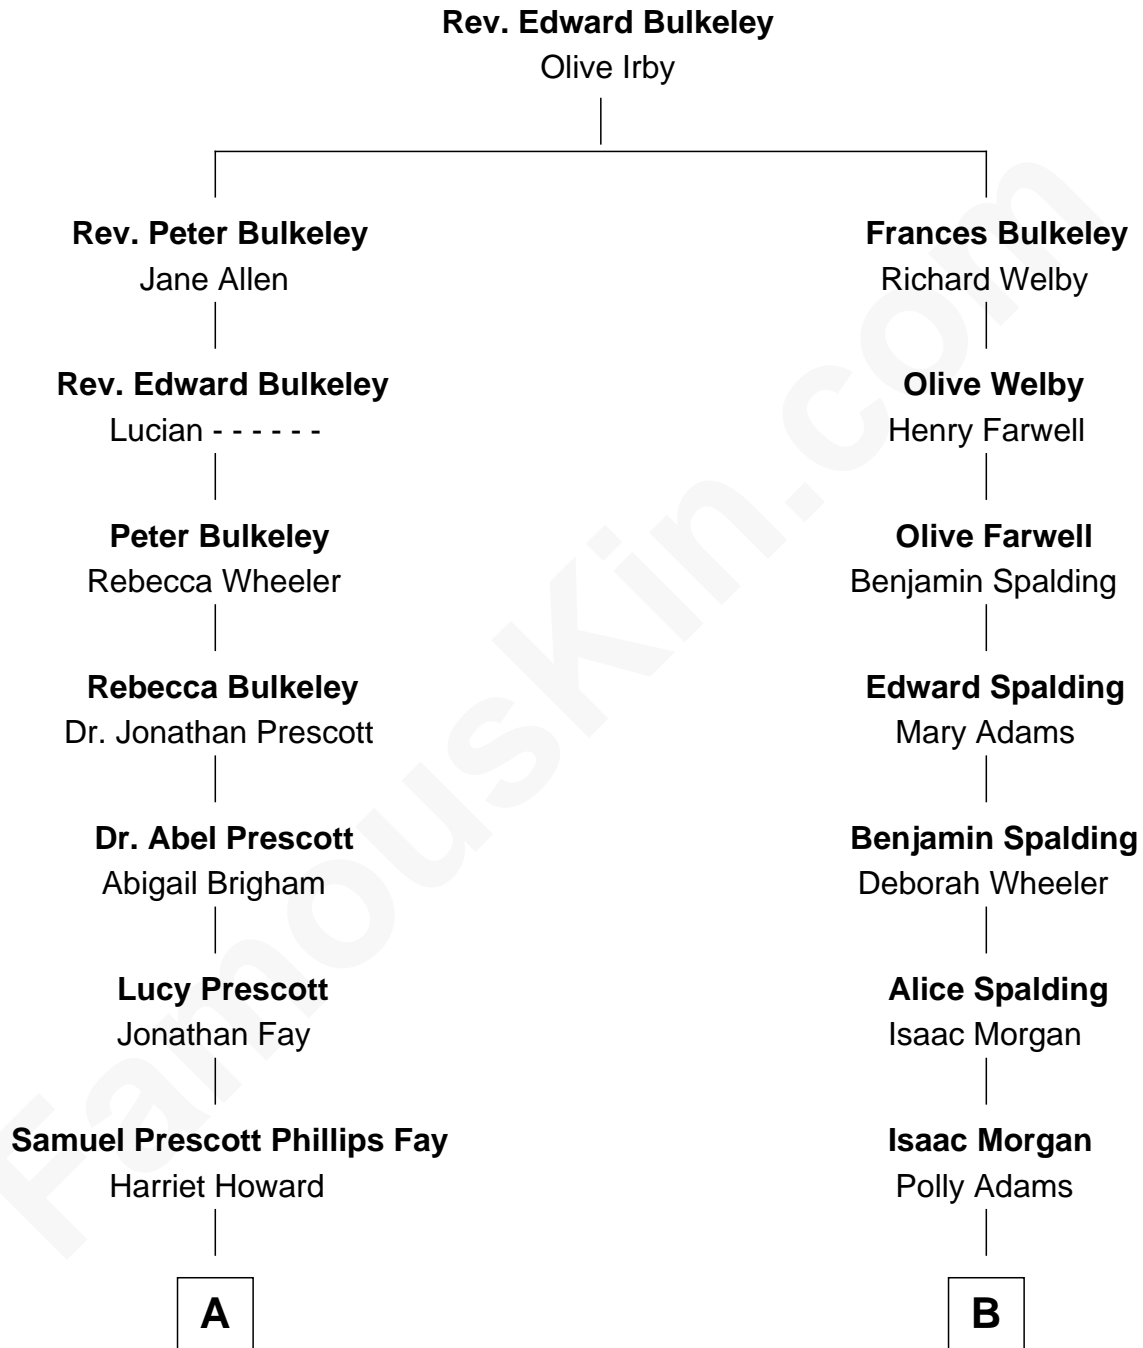 Rev. Edward Bulkeley
Olive Irby
Rev. Peter Bulkeley
Jane Allen
Frances Bulkeley
Richard Welby
Rev. Edward Bulkeley
Lucian - - - - - -
Olive Welby
Henry Farwell
Peter Bulkeley
Rebecca Wheeler
Olive Farwell
Benjamin Spalding
Rebecca Bulkeley
Dr. Jonathan Prescott
Edward Spalding
Mary Adams
Dr. Abel Prescott
Abigail Brigham
Benjamin Spalding
Deborah Wheeler
Lucy Prescott
Jonathan Fay
Alice Spalding
Isaac Morgan
Samuel Prescott Phillips Fay
Harriet Howard
Isaac Morgan
Polly Adams
A
B
FamousKin.com